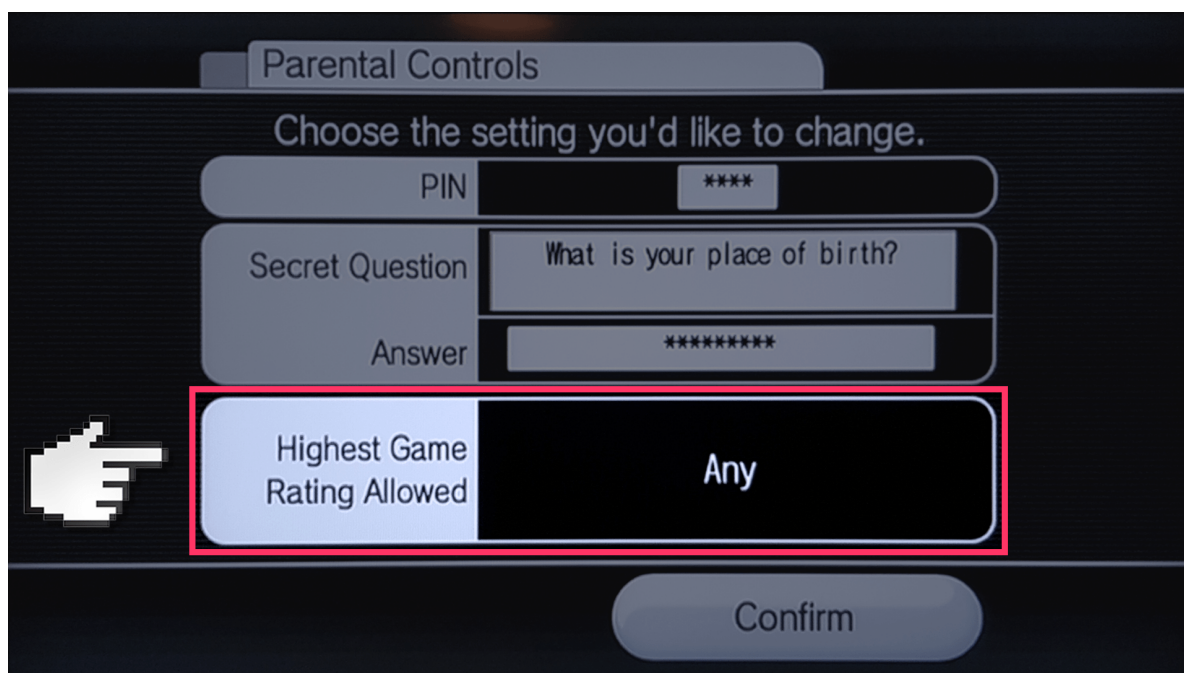 Parental Controls
Choose the setting you'd like to change.
PIN
****
Secret Question
What is your place of birth?
Answer
*********
Highest Game
Rating Allowed
Any
Confirm